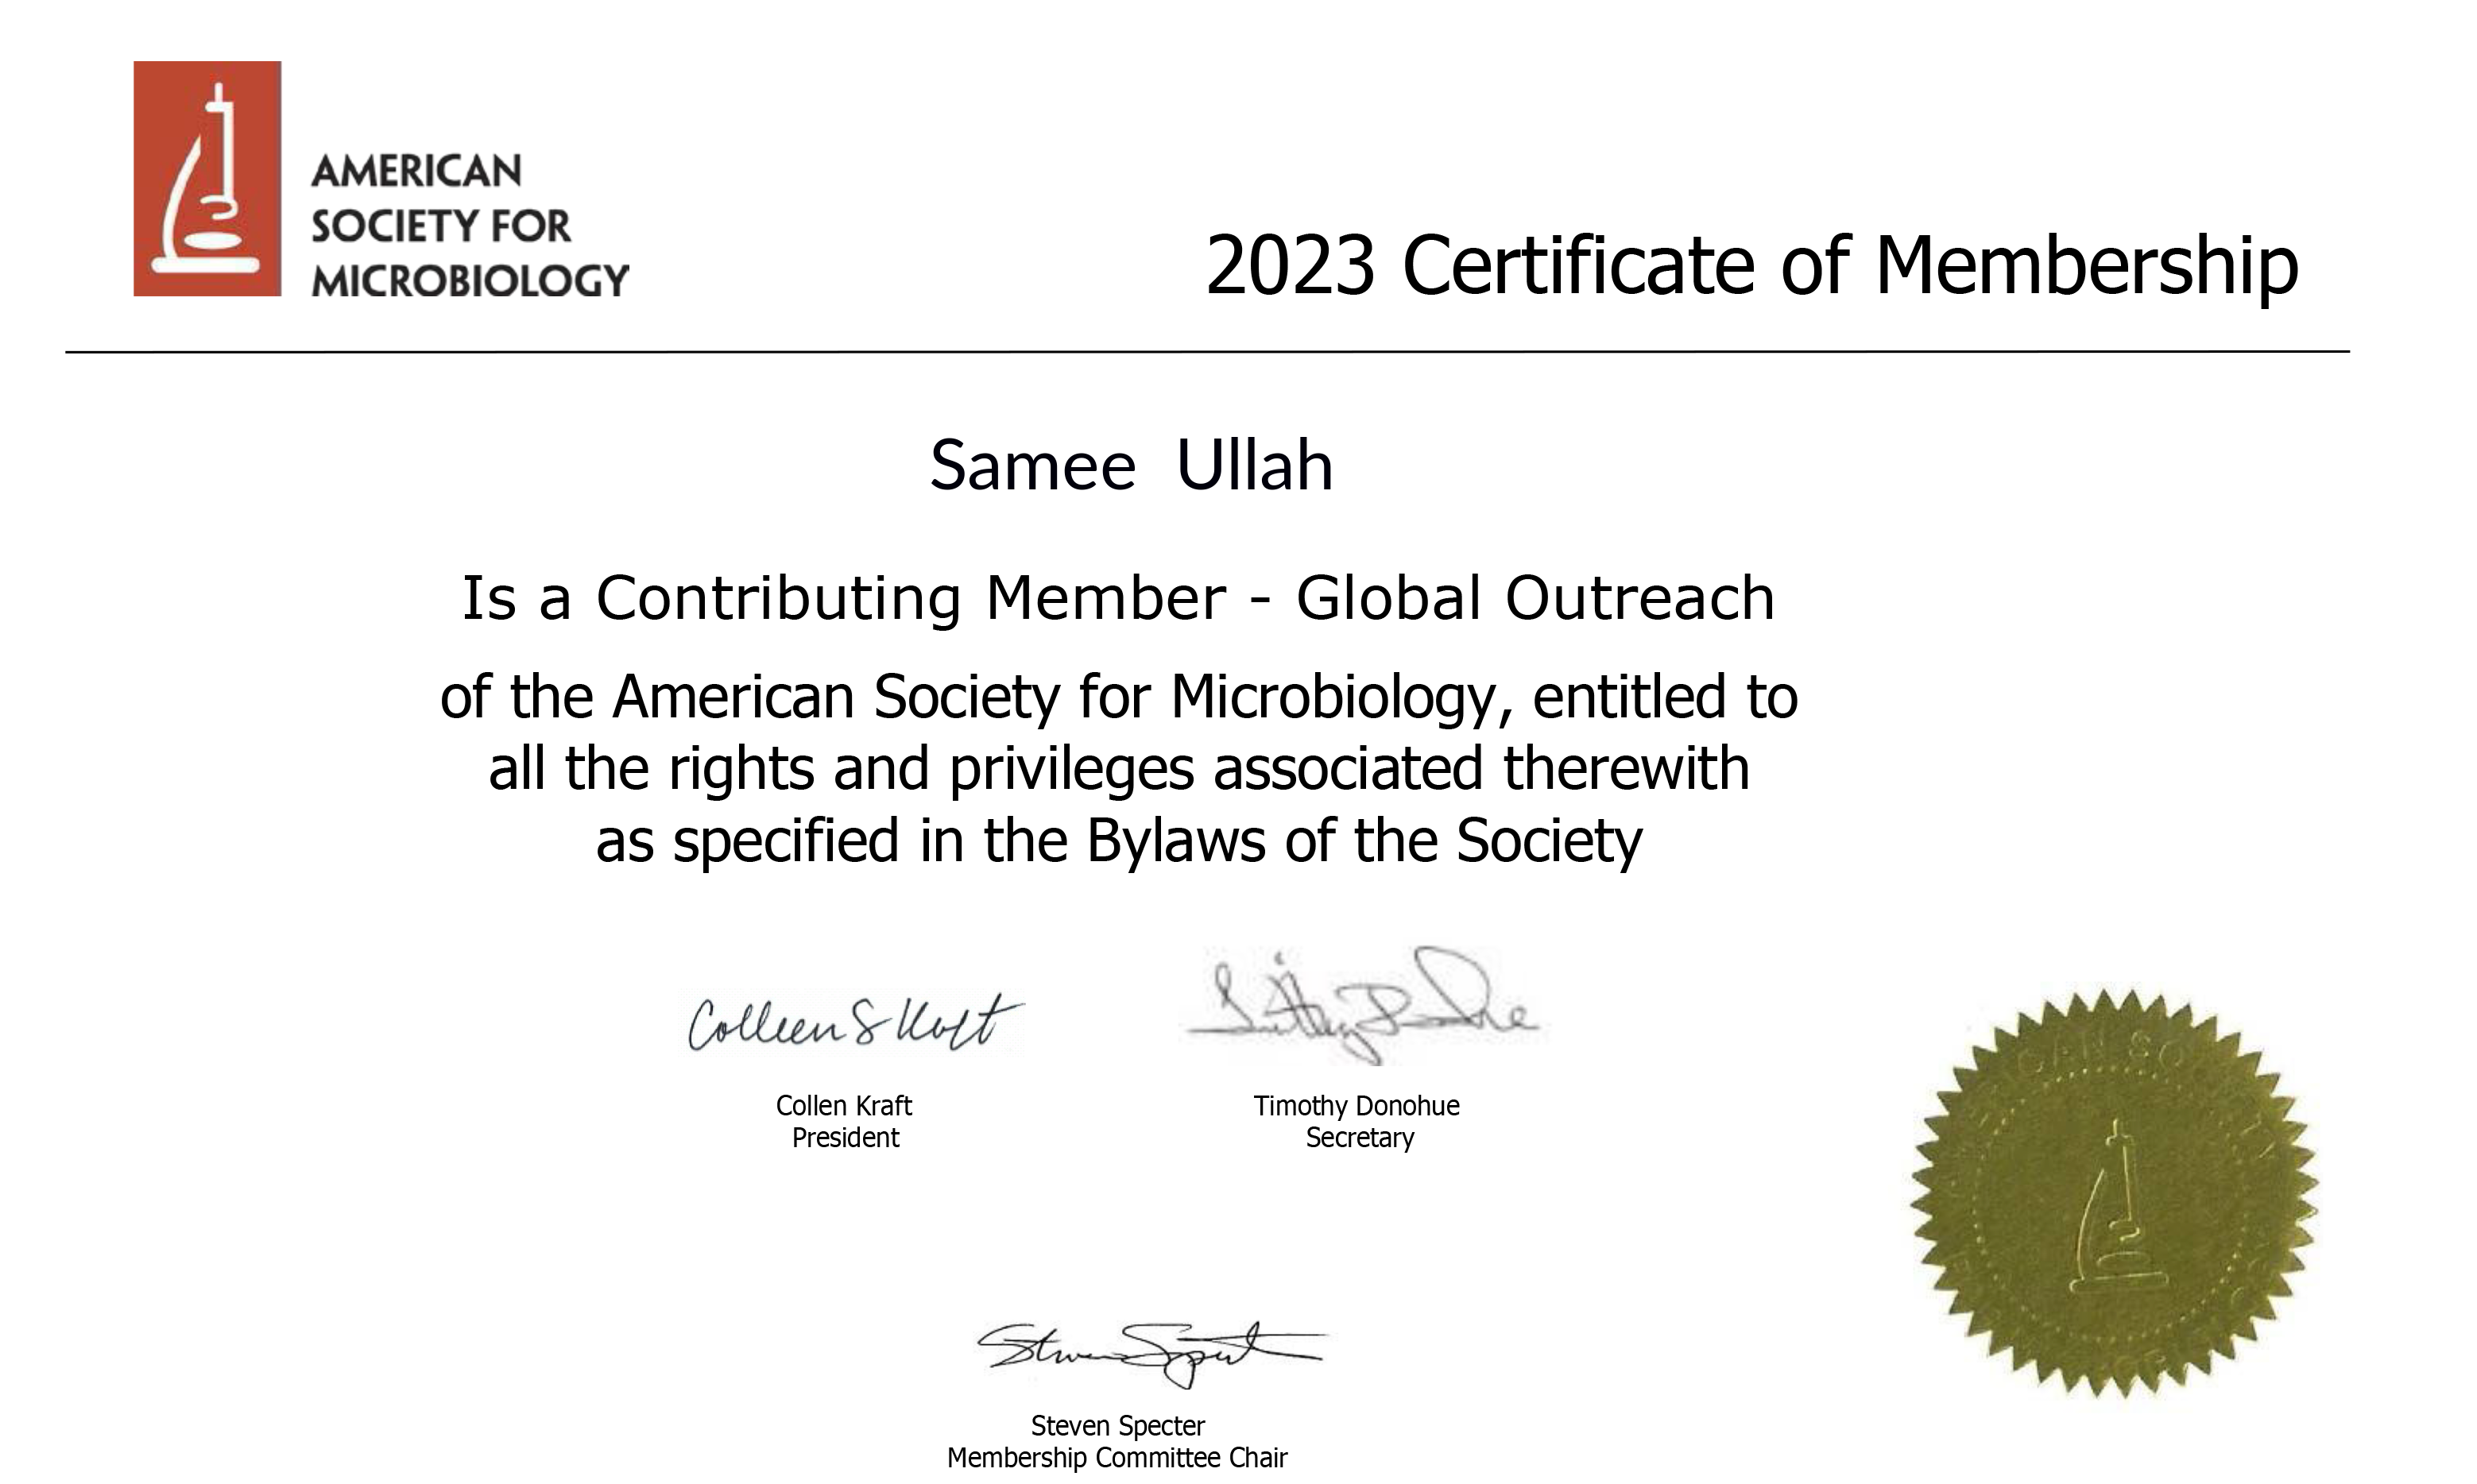 AMERICAN
SOCIETY FOR
MICROBIOLOGY
2023 Certificate of Membership
Samee Ullah
Is a Contributing Member - Global Outreach
of the American Society for Microbiology, entitled to
all the rights and privileges associated therewith
as specified in the Bylaws of the Society
Colleen S Kraft
Collen Kraft
President
Timothy Donohue
Secretary
Steven Specter
Membership Committee Chair